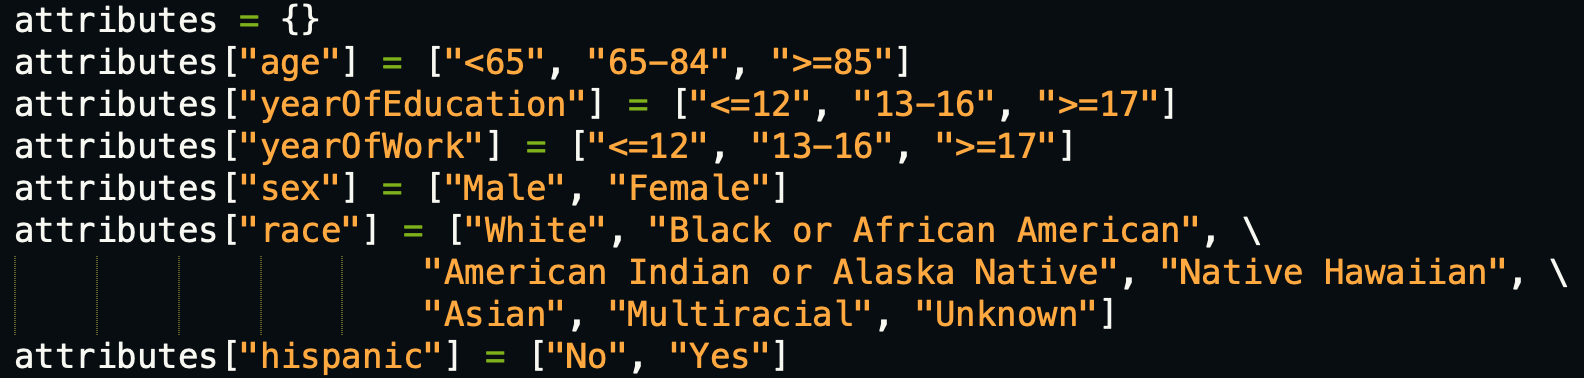 attributes = {}
attributes["age"] = ["<65", "65-84", ">=85"]
attributes["yearOfEducation"] = ["<=12", "13-16", ">=17"]
attributes["yearOfWork"] = ["<=12", "13-16", ">=17"]
attributes["sex"] = ["Male", "Female"]
attributes["race"] = ["White", "Black or African American", \
"American Indian or Alaska Native", "Native Hawaiian", \
"Asian", "Multiracial", "Unknown"]
attributes["hispanic"] = ["No", "Yes"]